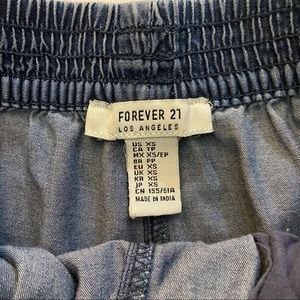 FOREVER 21
LOS ANGELES
US XS
CA TP
MX XS/EP
BR PP
EU XS
UK XS
KR XS
JP XS
CN 155/61A
MADE IN INDIA